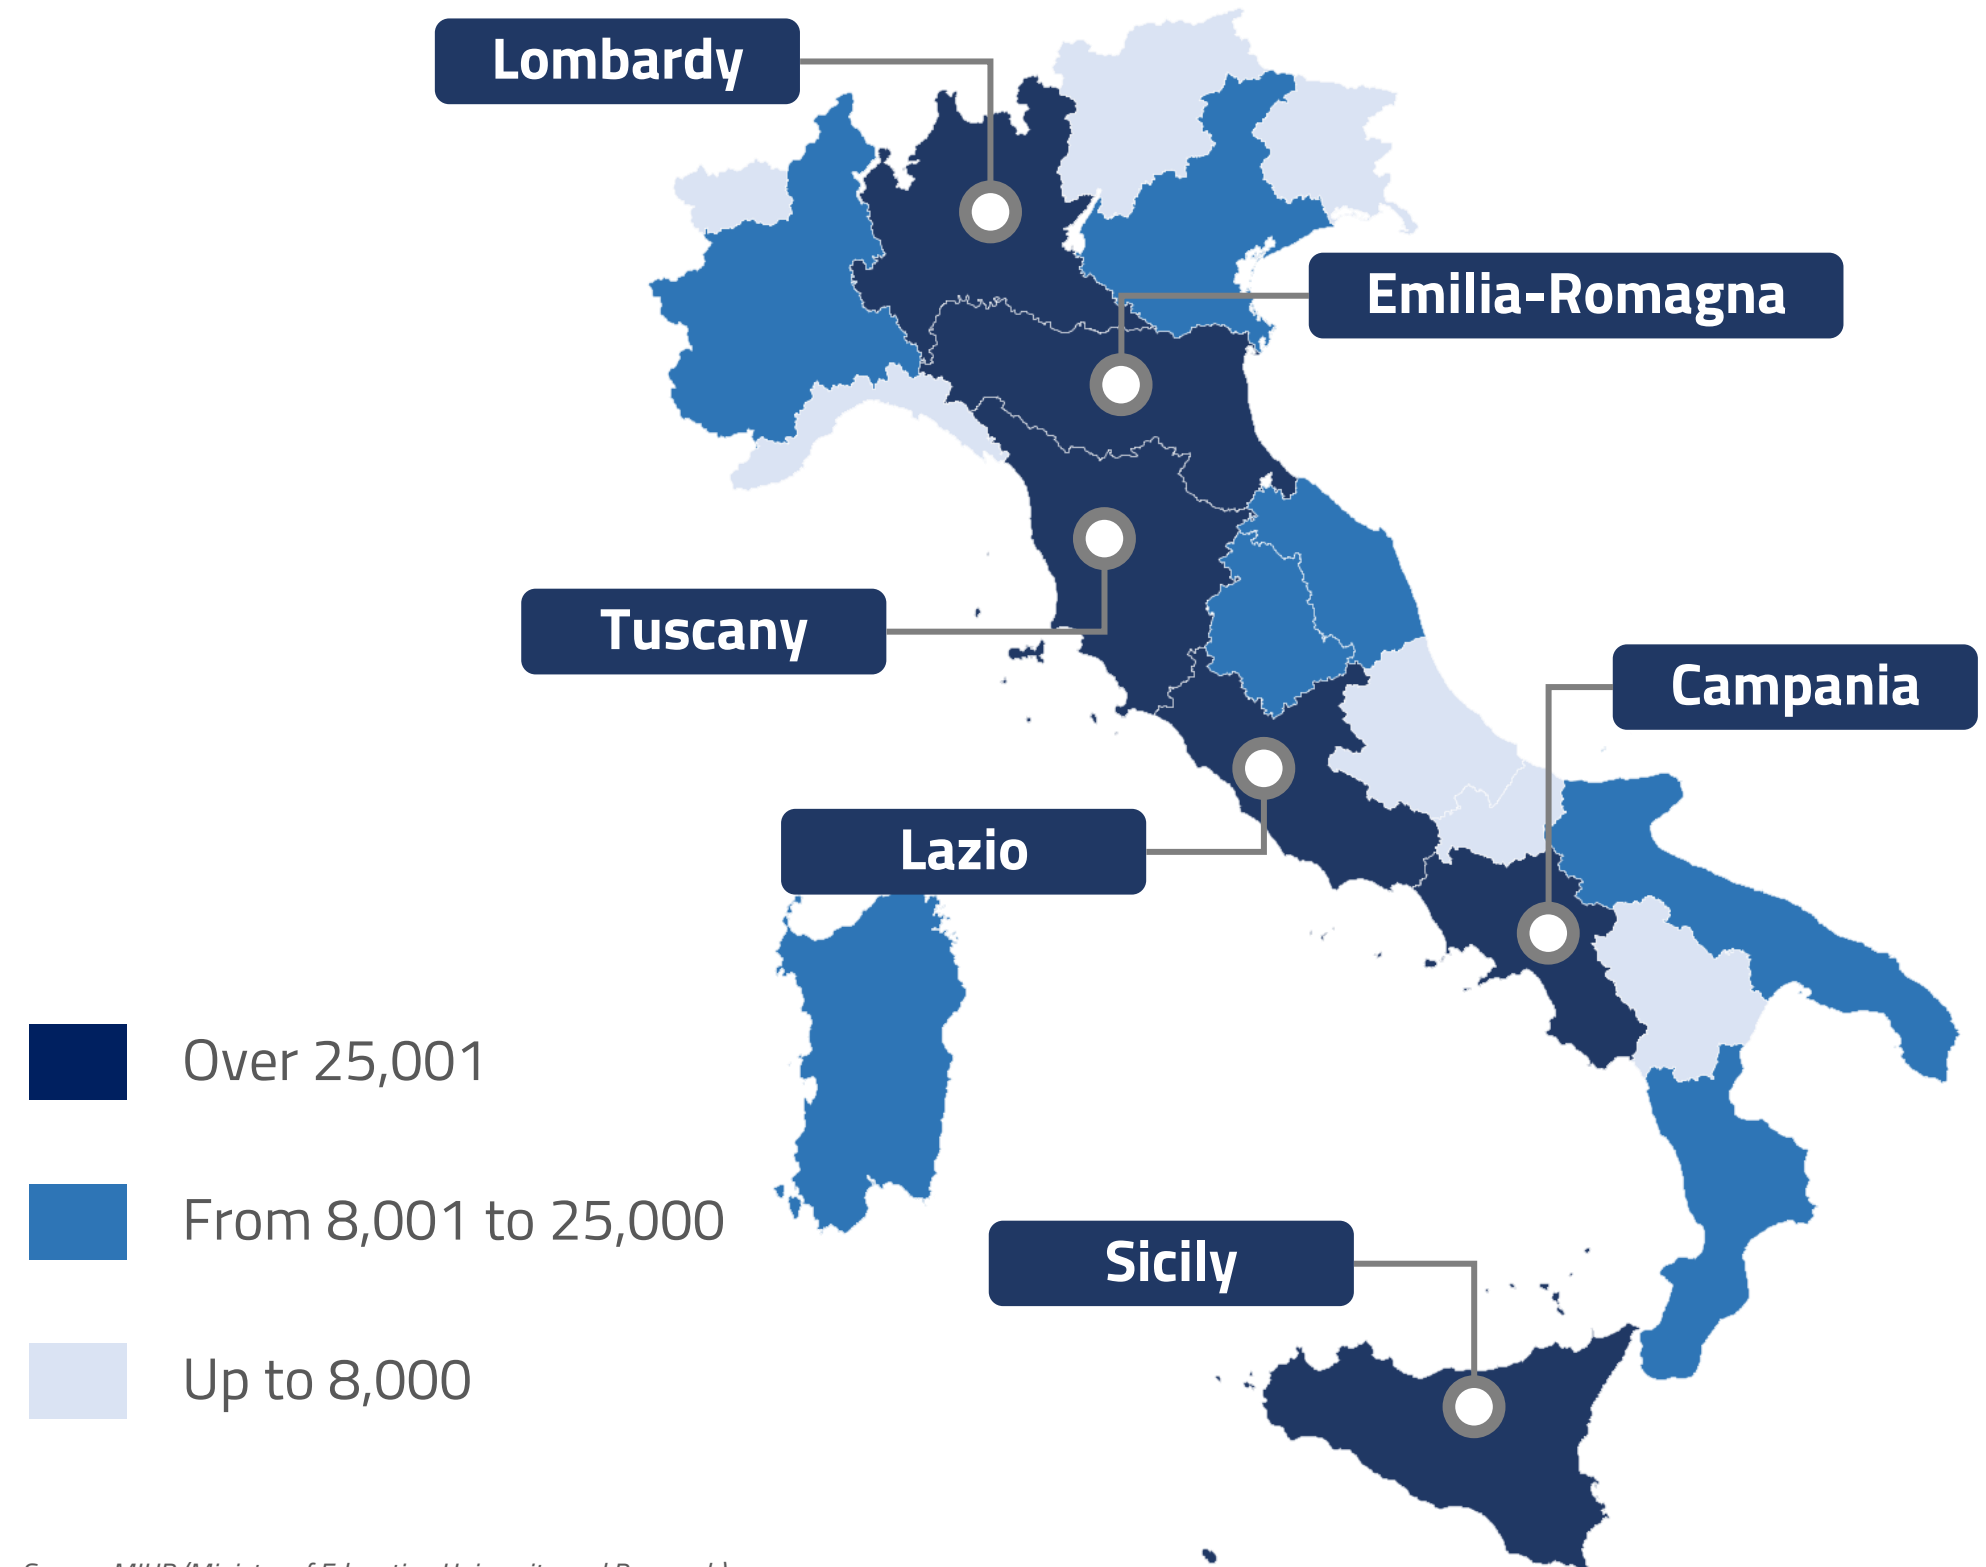 Lombardy
Emilia-Romagna
Tuscany
Campania
Lazio
Over 25,001
From 8,001 to 25,000
Sicily
Up to 8,000